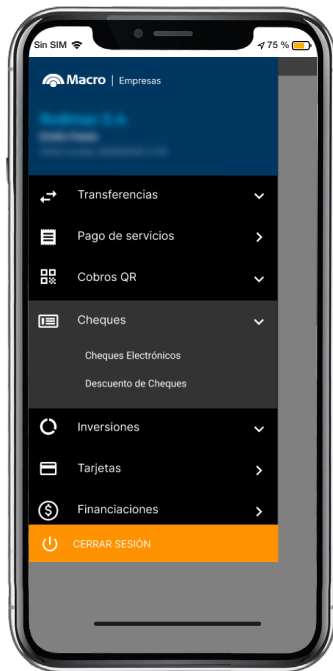 Sin SIM 75 %
Macro | Empresas
Transferencias
Pago de servicios
Cobros QR
Cheques
Cheques Electrónicos
Descuento de Cheques
Inversiones
Tarjetas
Financiaciones
CERRAR SESIÓN